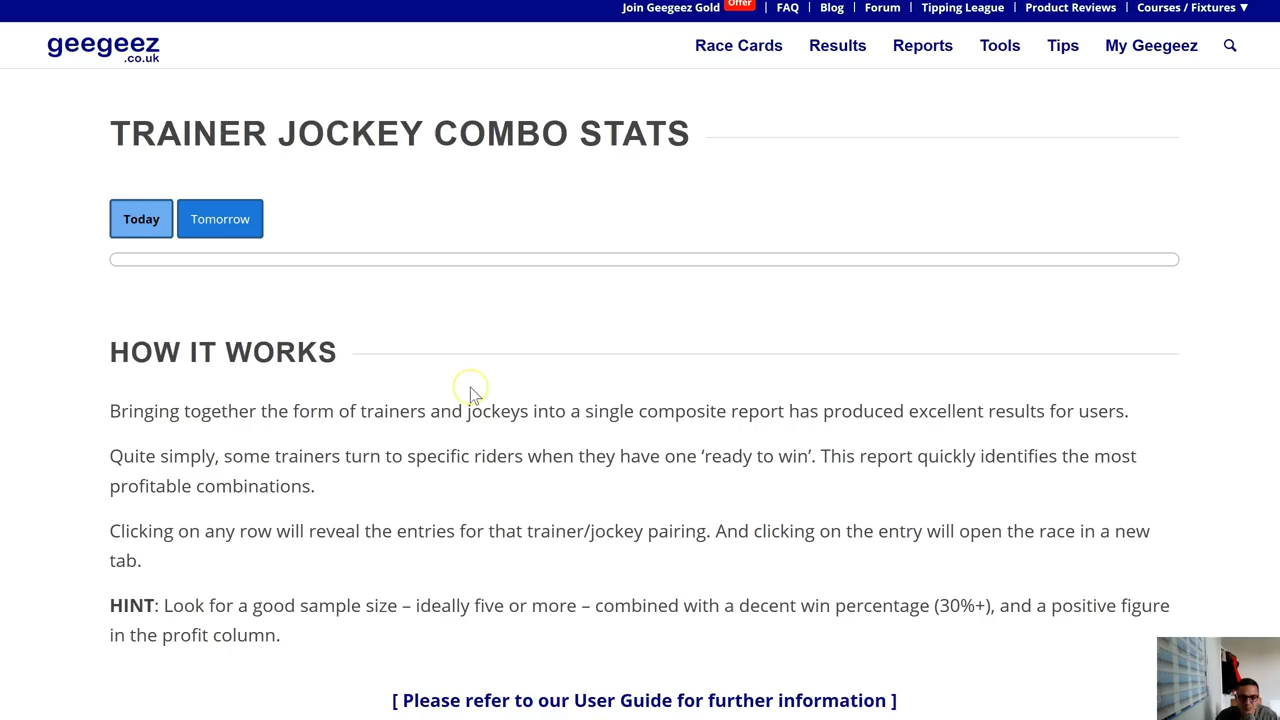 Join Geegeez Gold Offer | FAQ | Blog | Forum | Tipping League | Product Reviews | Courses / Fixtures ▼
geegeez .co.uk
Race Cards Results Reports Tools Tips My Geegeez
TRAINER JOCKEY COMBO STATS
Today Tomorrow
HOW IT WORKS
Bringing together the form of trainers and jockeys into a single composite report has produced excellent results for users.
Quite simply, some trainers turn to specific riders when they have one ‘ready to win’. This report quickly identifies the most
profitable combinations.
Clicking on any row will reveal the entries for that trainer/jockey pairing. And clicking on the entry will open the race in a new
tab.
HINT: Look for a good sample size – ideally five or more – combined with a decent win percentage (30%+), and a positive figure
in the profit column.
[ Please refer to our User Guide for further information ]